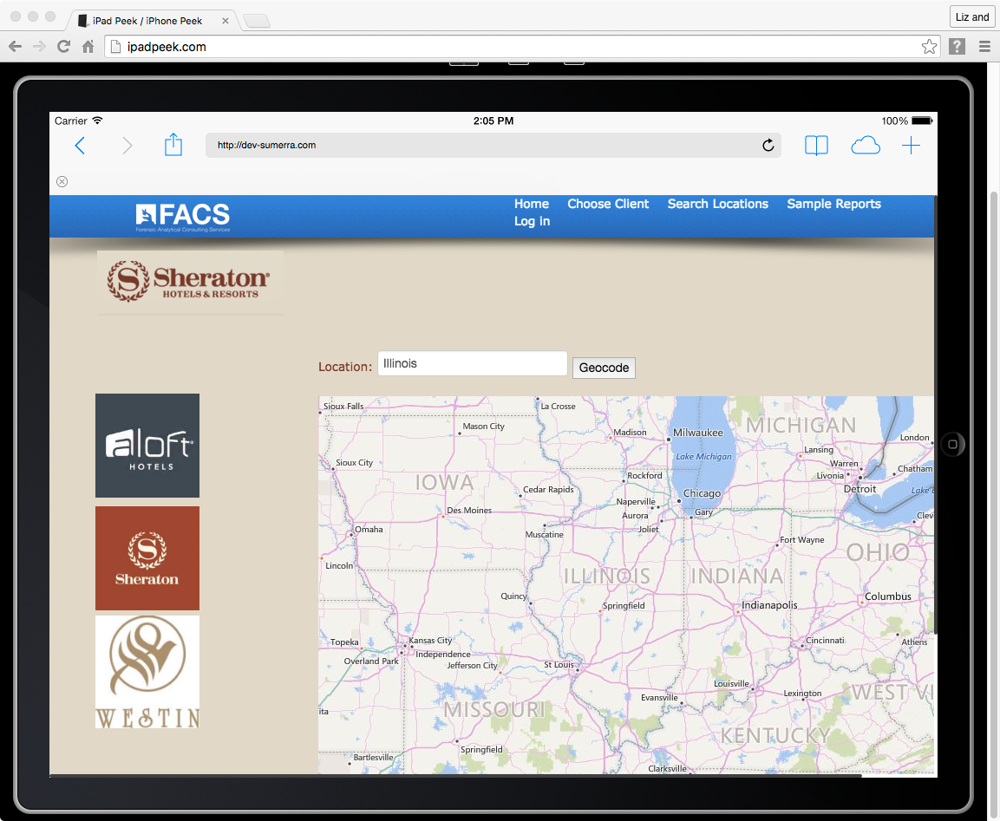 iPad Peek / iPhone Peek
Liz and
ipadpeek.com
Carrier 2:05 PM 100%
http://dev-sumerra.com
FACS
Forensic Analytical Consulting Services
Home Choose Client Search Locations Sample Reports
Log in
Sheraton®
HOTELS & RESORTS
Location: Illinois Geocode
aloft
HOTELS
S
Sheraton
WESTIN
Sioux Falls
La Crosse
Mason City
Madison
Milwaukee
MICHIGAN
London
Lake Michigan
Lansing
Sioux City
Warren
Chatham
Rockford
Livonia
IOWA
Cedar Rapids
Chicago
Detroit
Lake E
Naperville
Des Moines
Aurora
Gary
Clev
Omaha
Joliet
Muscatine
Fort Wayne
OHIO
Lincoln
ILLINOIS
INDIANA
Quincy
Columbus
Springfield
Indianapolis
Topeka
Kansas City
Cincinnati
Athens
Independence
Overland Park
Jefferson City
St Louis
Louisville
Lexington
WEST VI
Evansville
ita
MISSOURI
KENTUCKY
Springfield
Bartlesville
Clarksville